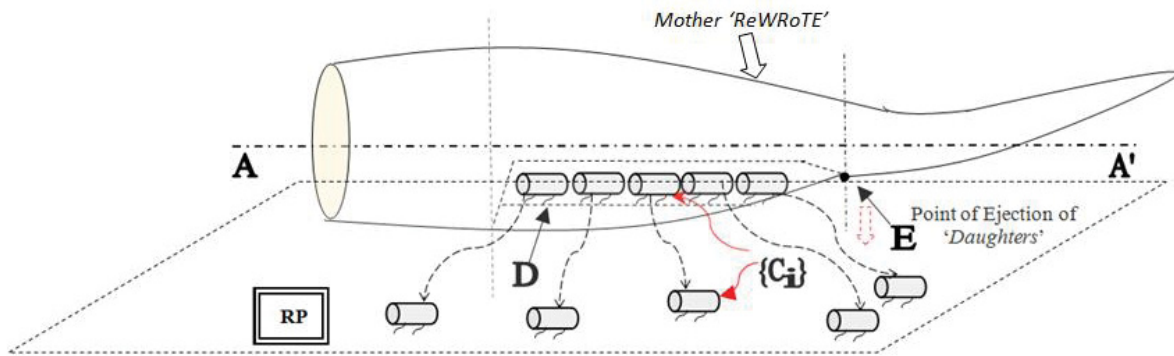 Mother ‘ReWRoTE’
A
A'
Point of Ejection of
‘Daughters’
E
D
{Ci}
RP